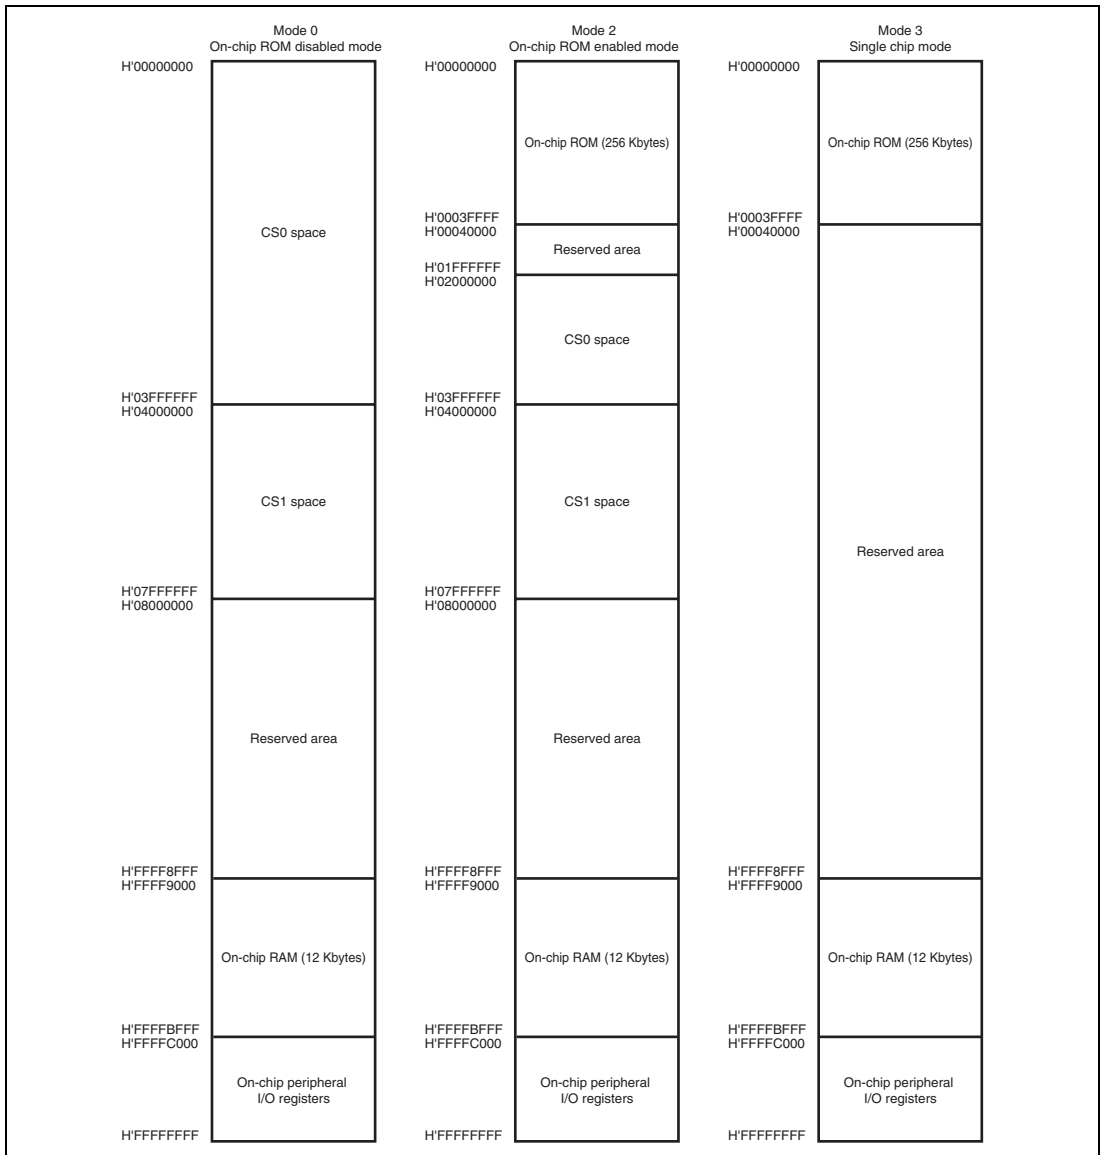 Mode 0
On-chip ROM disabled mode
H'00000000
CS0 space
H'03FFFFFF
H'04000000
CS1 space
H'07FFFFFF
H'08000000
Reserved area
H'FFFF8FFF
H'FFFF9000
On-chip RAM (12 Kbytes)
H'FFFFBFFF
H'FFFFC000
On-chip peripheral
I/O registers
H'FFFFFFFF
Mode 2
On-chip ROM enabled mode
H'00000000
On-chip ROM (256 Kbytes)
H'0003FFFF
H'00040000
Reserved area
H'01FFFFFF
H'02000000
CS0 space
H'03FFFFFF
H'04000000
CS1 space
H'07FFFFFF
H'08000000
Reserved area
H'FFFF8FFF
H'FFFF9000
On-chip RAM (12 Kbytes)
H'FFFFBFFF
H'FFFFC000
On-chip peripheral
I/O registers
H'FFFFFFFF
Mode 3
Single chip mode
H'00000000
On-chip ROM (256 Kbytes)
H'0003FFFF
H'00040000
Reserved area
H'FFFF8FFF
H'FFFF9000
On-chip RAM (12 Kbytes)
H'FFFFBFFF
H'FFFFC000
On-chip peripheral
I/O registers
H'FFFFFFFF